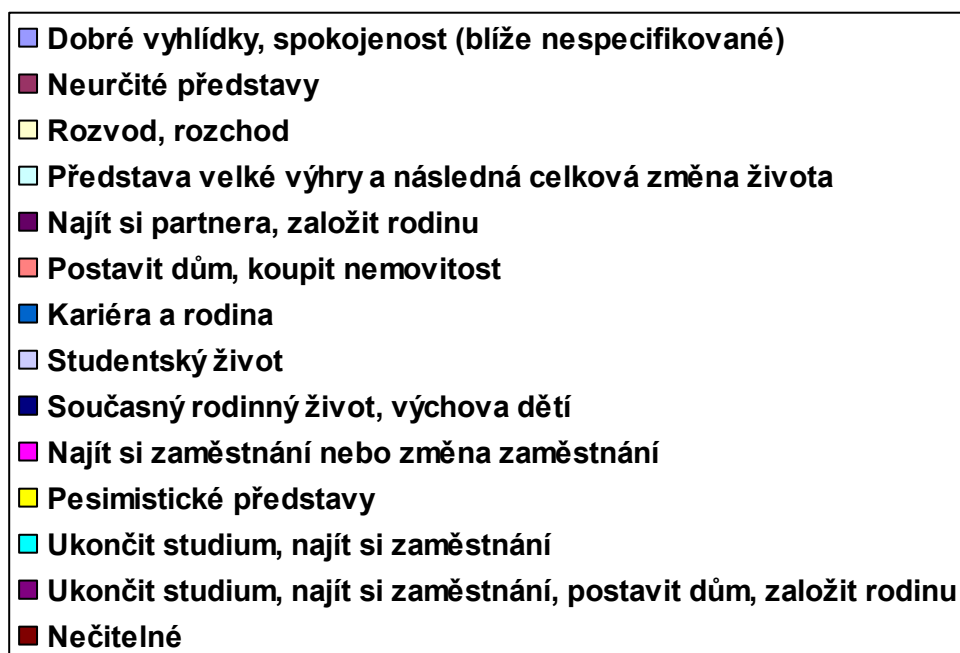 Dobré vyhlídky, spokojenost (blíže nespecifikované)
Neurčité představy
Rozvod, rozchod
Představa velké výhry a následná celková změna života
Najít si partnera, založit rodinu
Postavit dům, koupit nemovitost
Kariéra a rodina
Studentský život
Současný rodinný život, výchova dětí
Najít si zaměstnání nebo změna zaměstnání
Pesimistické představy
Ukončit studium, najít si zaměstnání
Ukončit studium, najít si zaměstnání, postavit dům, založit rodinu
Nečitelné